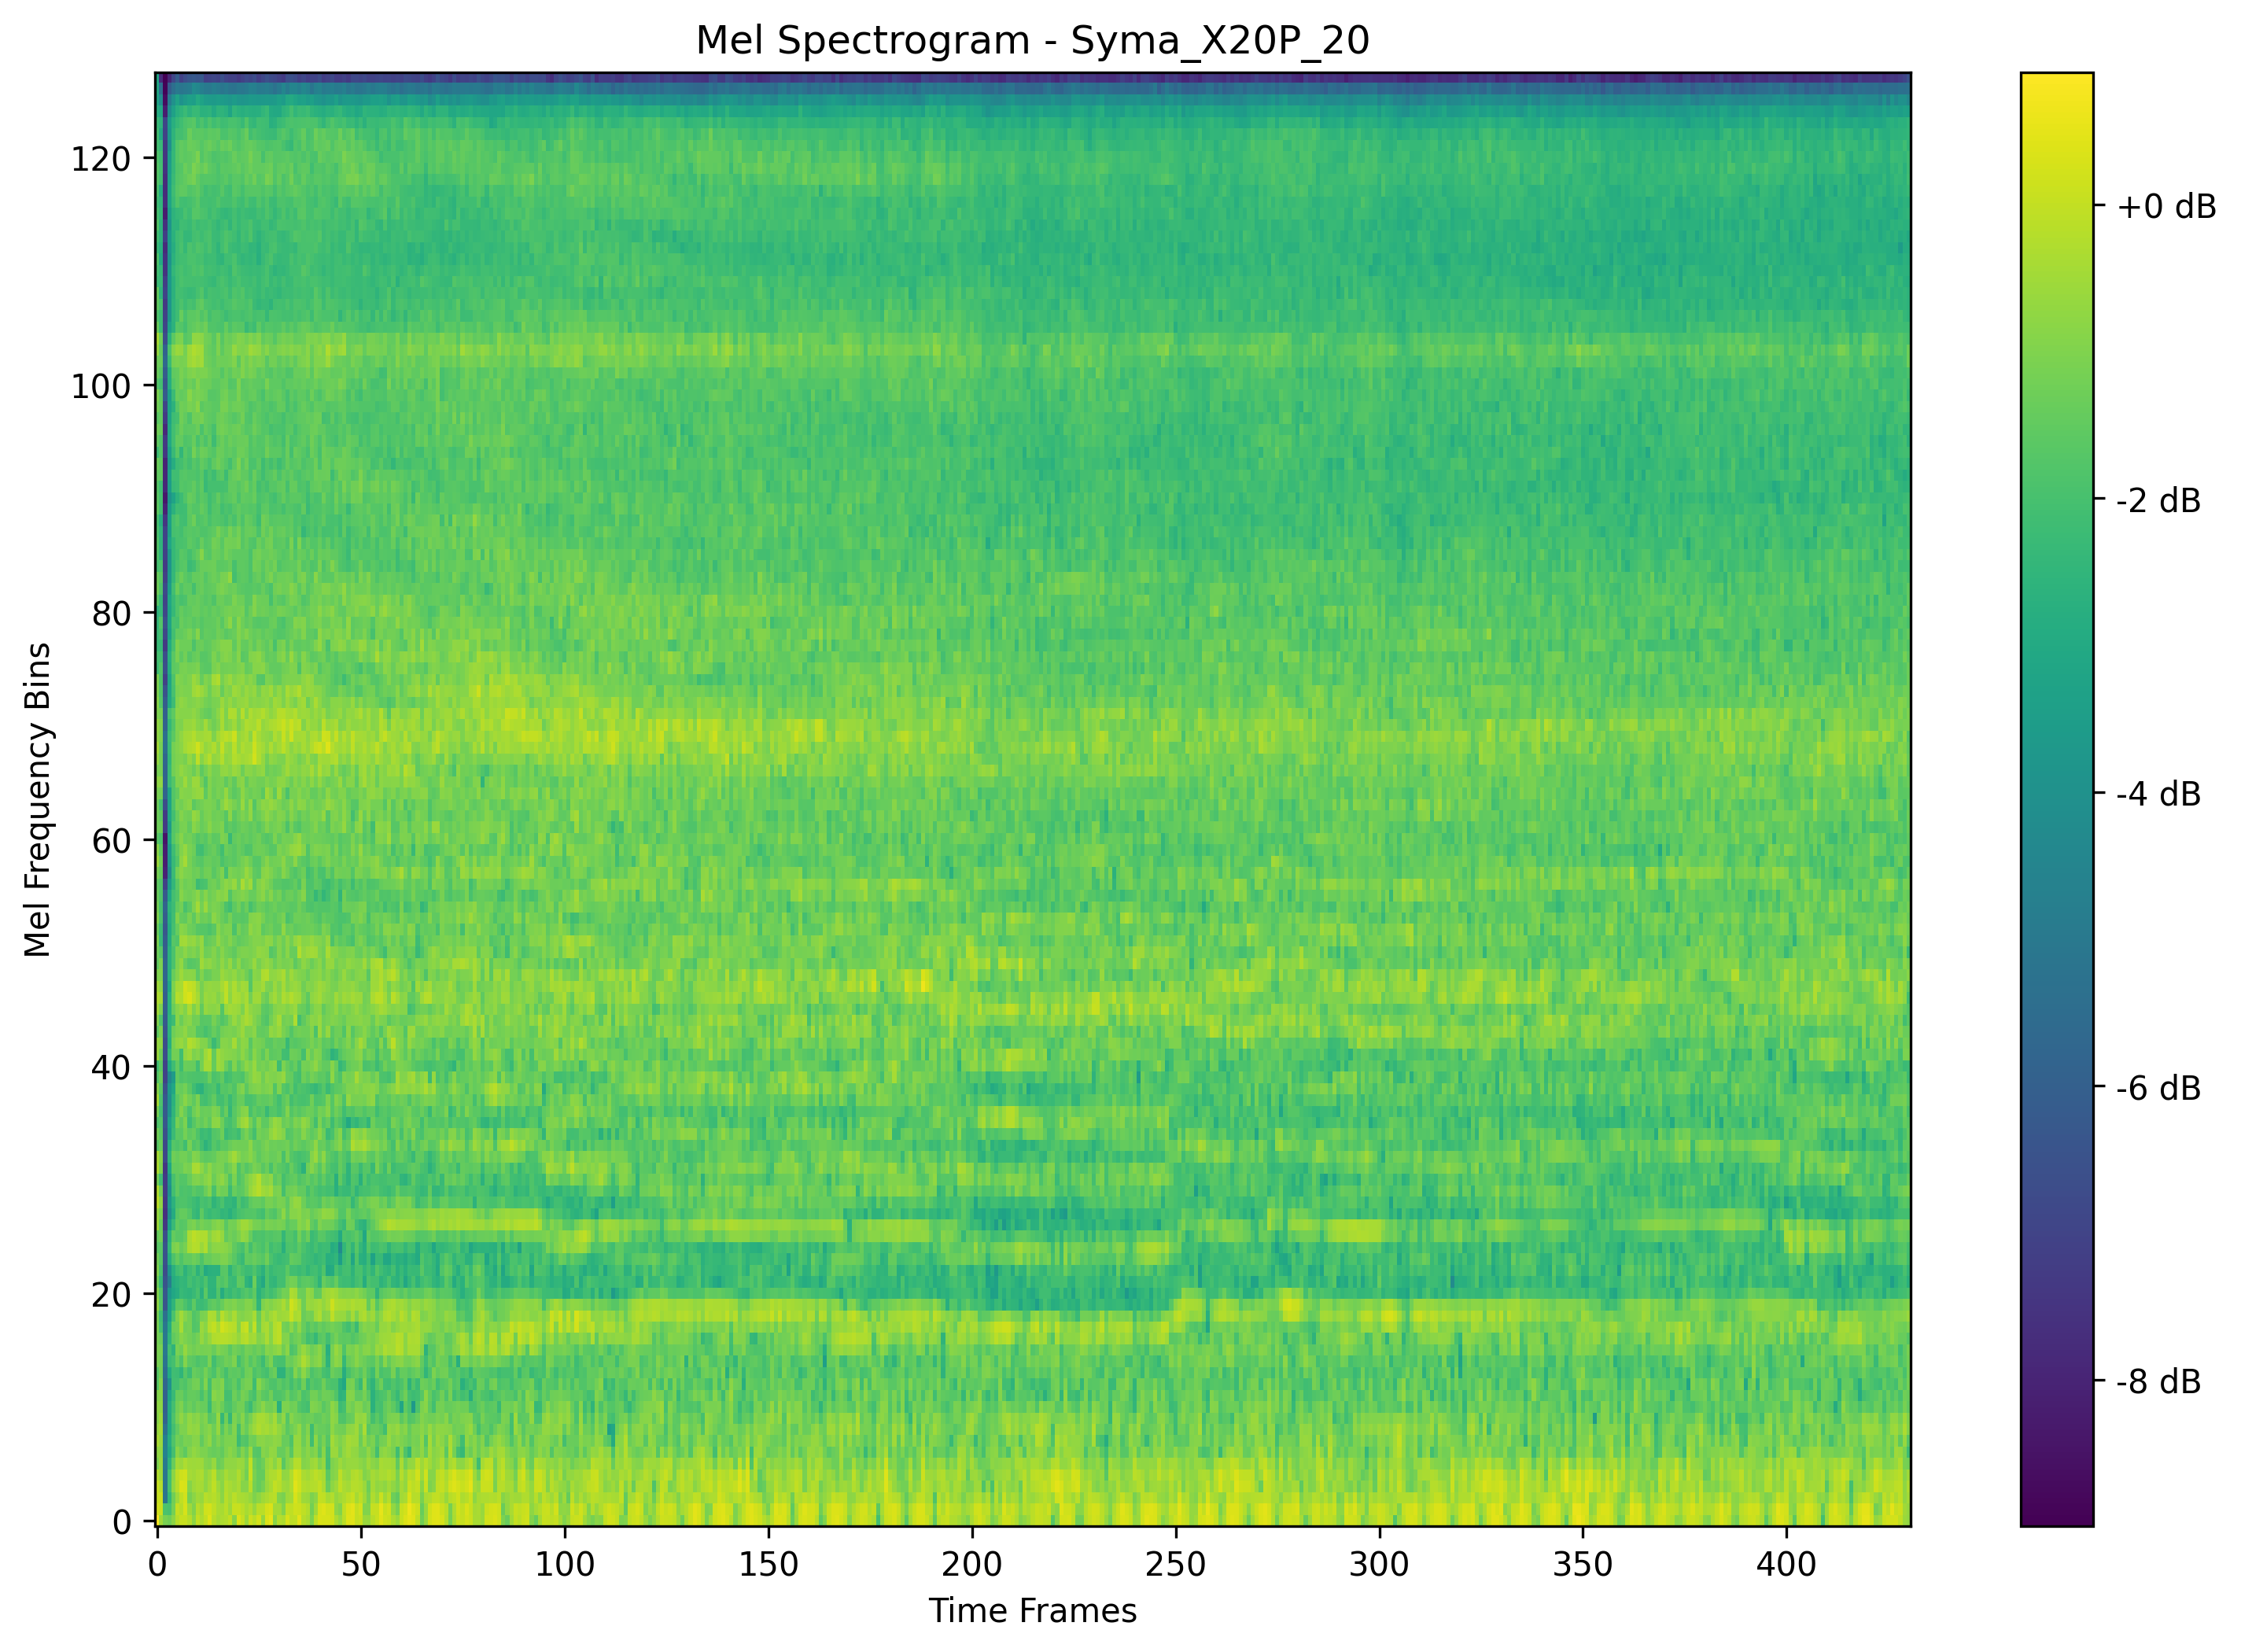 Mel Spectrogram - Syma_X20P_20
Mel Frequency Bins
120
100
80
60
40
20
0
0 50 100 150 200 250 300 350 400
Time Frames
+0 dB
-2 dB
-4 dB
-6 dB
-8 dB